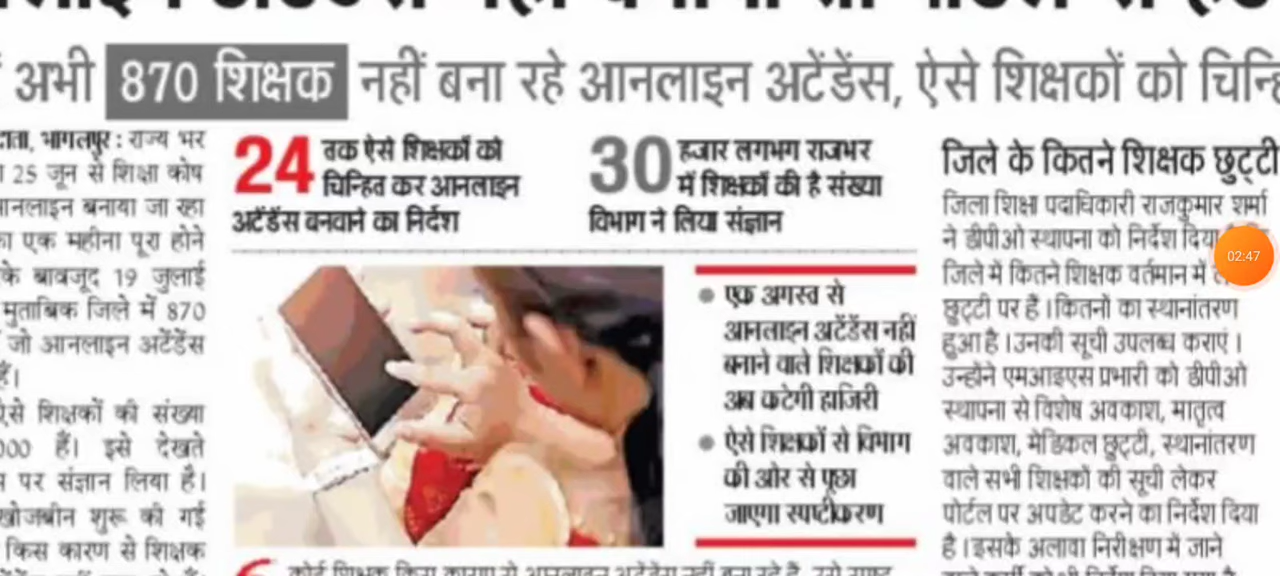 अभी 870 शिक्षक नहीं बना रहे आनलाइन अटेंडेंस, ऐसे शिक्षकों को
भागलपुर : राज्य भर
25 जून से शिक्षा कोष
आनलाइन बनाया जा रहा
एक महीना पूरा होने
के बावजूद 19 जुलाई
मुताबिक जिले में 870
जो आनलाइन अटेंडेंस
हैं।
ऐसे शिक्षकों की संख्या
000 हैं। इसे देखते
पर संज्ञान लिया है।
खोजबीन शुरू की गई
किस कारण से शिक्षक
24 तक ऐसे शिक्षकों को
चिन्हित कर आनलाइन
अटेंडेंस बनवाने का निर्देश
30 हजार लगभग राजभर
में शिक्षकों की है संख्या
विभाग ने लिया संज्ञान
एक अगस्त से
आनलाइन अटेंडेंस नहीं
बनाने वाले शिक्षकों की
अब कटेगी हाजिरी
ऐसे शिक्षकों से विभाग
की ओर से पूछा
जाएगा स्पष्टीकरण
जिले के कितने शिक्षक छुट्टी
जिला शिक्षा पदाधिकारी राजकुमार शर्मा
ने डीपीओ स्थापना को निर्देश दिया
जिले में कितने शिक्षक वर्तमान में
छुट्टी पर हैं। कितनों का स्थानांतरण
हुआ है। उनकी सूची उपलब्ध कराएं।
उन्होंने एमआइएस प्रभारी को डीपीओ
स्थापना से विशेष अवकाश, मातृत्व
अवकाश, मेडिकल छुट्टी, स्थानांतरण
वाले सभी शिक्षकों की सूची लेकर
पोर्टल पर अपडेट करने का निर्देश दिया
है। इसके अलावा निरीक्षण में जाने
02:47